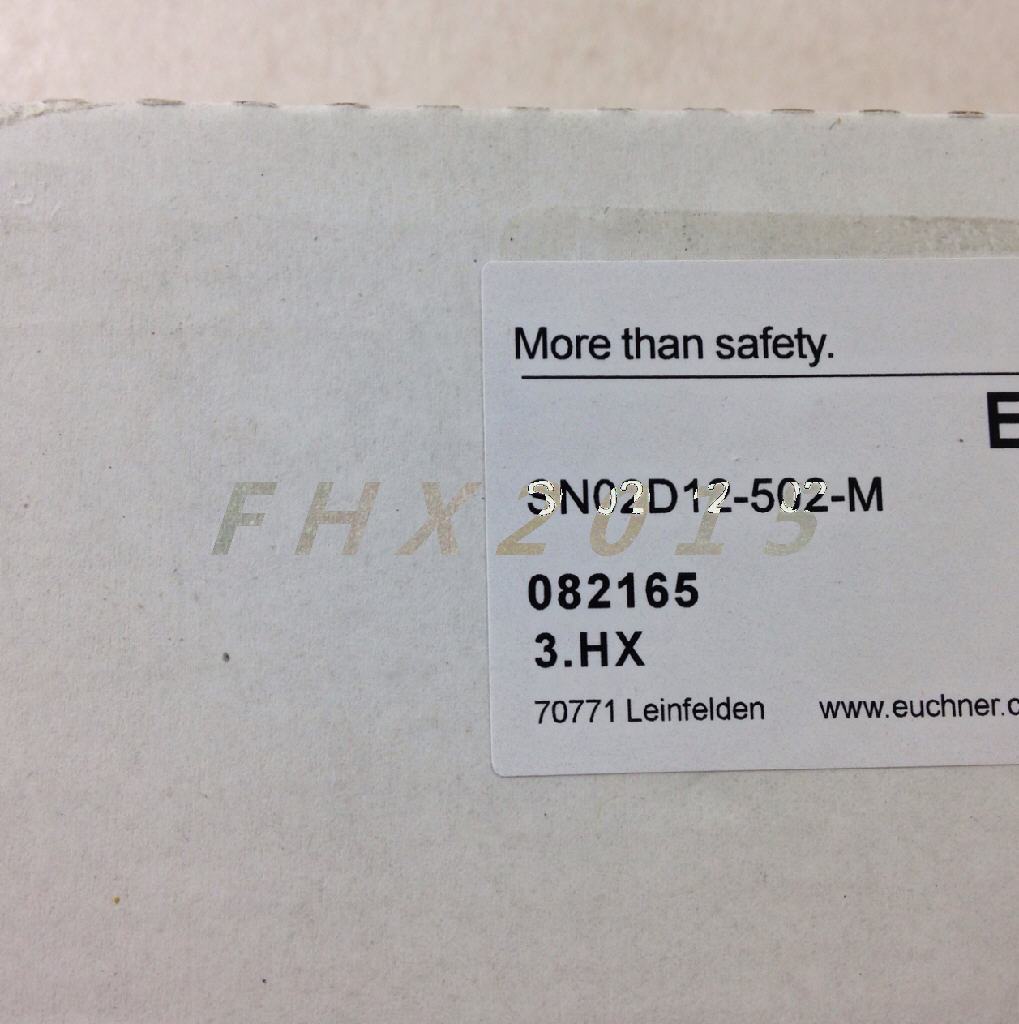 More than safety.
E
SN02D12-502-M
FHX2015
082165
3.HX
70771 Leinfelden www.euchner.c